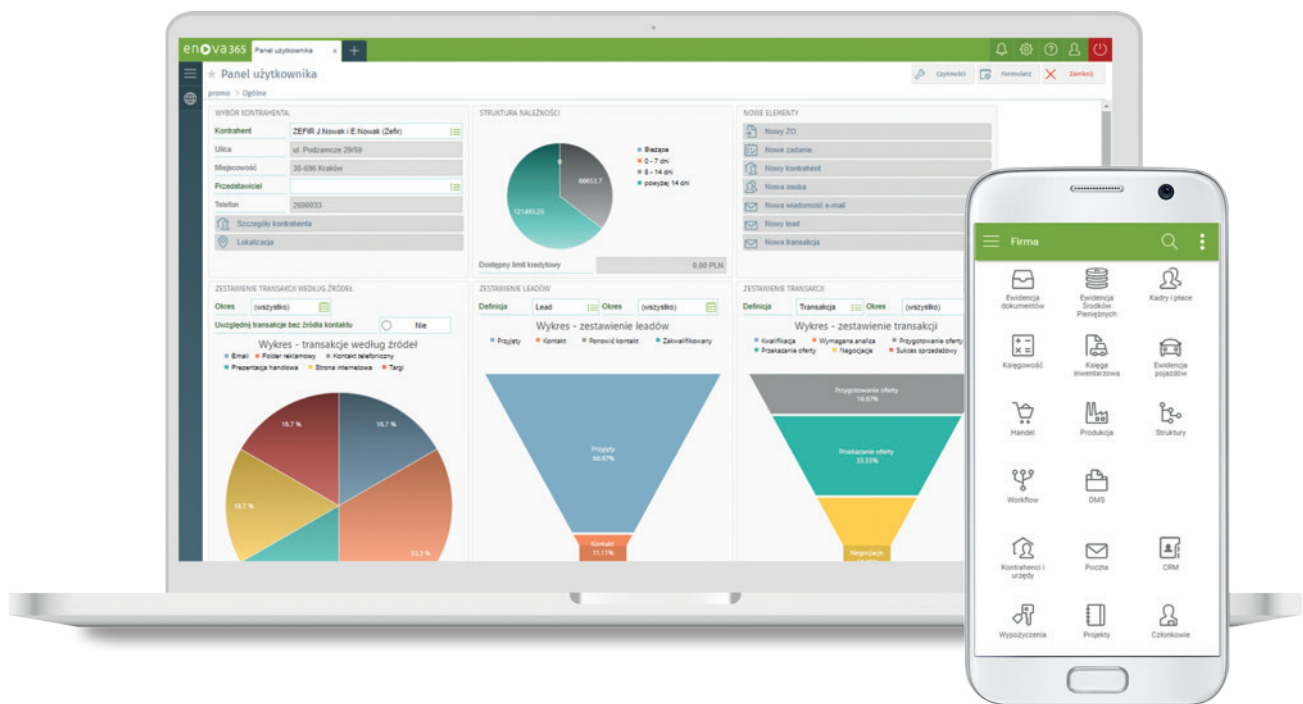 enova365 Panel użytkownika x +
Panel użytkownika
Czynności Formularz Zamknij
promo > Ogólne
WYBÓR KONTRAHENTA:
Kontrahent ZEFIR J.Nowak i E.Nowak (Zefir)
Ulica ul. Podzamcze 29/59
Miejscowość 30-696 Kraków
Przedstawiciel
Telefon 2690033
Szczegóły kontrahenta
Lokalizacja
STRUKTURA NALEŻNOŚCI
Bieżące
0 - 7 dni
8 - 14 dni
powyżej 14 dni
0
80653.7
121493.23
Dostępny limit kredytowy 0,00 PLN
NOWE ELEMENTY
Nowy ZO
Nowe zadanie
Nowy kontrahent
Nowa osoba
Nowa wiadomość e-mail
Nowy lead
Nowa transakcja
ZESTAWIENIE TRANSAKCJI WEDŁUG ŹRÓDEŁ
Okres (wszystko)
Uwzględnij transakcje bez źródła kontaktu Nie
Wykres - transakcje według źródeł
Email Folder reklamowy Kontakt telefoniczny
Prezentacja handlowa Strona internetowa Targi
16.7 % 16.7 %
16.7 %
33.3 %
ZESTAWIENIE LEADÓW
Definicja Lead Okres (wszystko)
Wykres - zestawienie leadów
Przyjęty Kontakt Ponowić kontakt Zakwalifikowany
Przyjęty
66.67%
Kontakt
11.11%
ZESTAWIENIE TRANSAKCJI
Definicja Transakcja Okres (wszystko)
Wykres - zestawienie transakcji
Kwalifikacja Wymagana analiza Przygotowanie oferty
Przekazanie oferty Negocjacje Sukces sprzedażowy
Przygotowanie oferty
16.67%
Przekazanie oferty
33.33%
Negocjacje
Firma
Ewidencja dokumentów
Ewidencja Środków Pieniężnych
Kadry i płace
Księgowość
Księga inwentarzowa
Ewidencja pojazdów
Handel
Produkcja
Struktury
Workflow
DMS
Kontrahenci i urzędy
Poczta
CRM
Wypożyczenia
Projekty
Członkowie